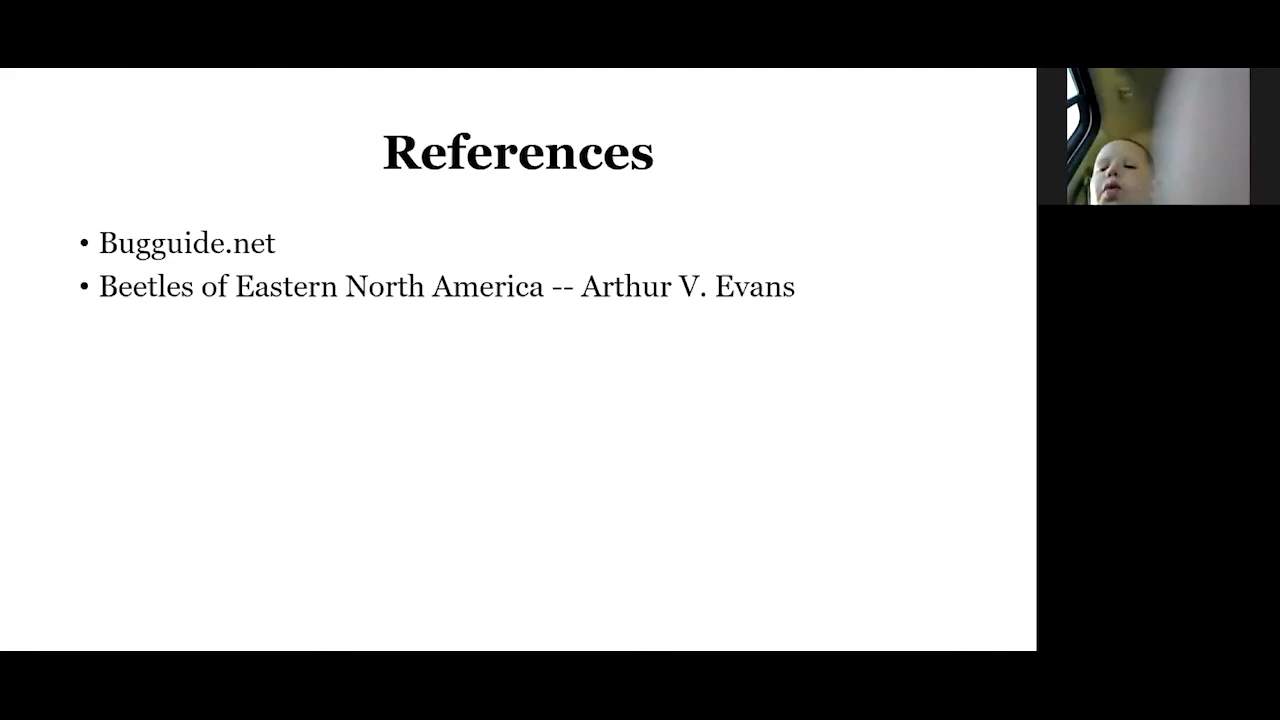 References
• Bugguide.net
• Beetles of Eastern North America -- Arthur V. Evans